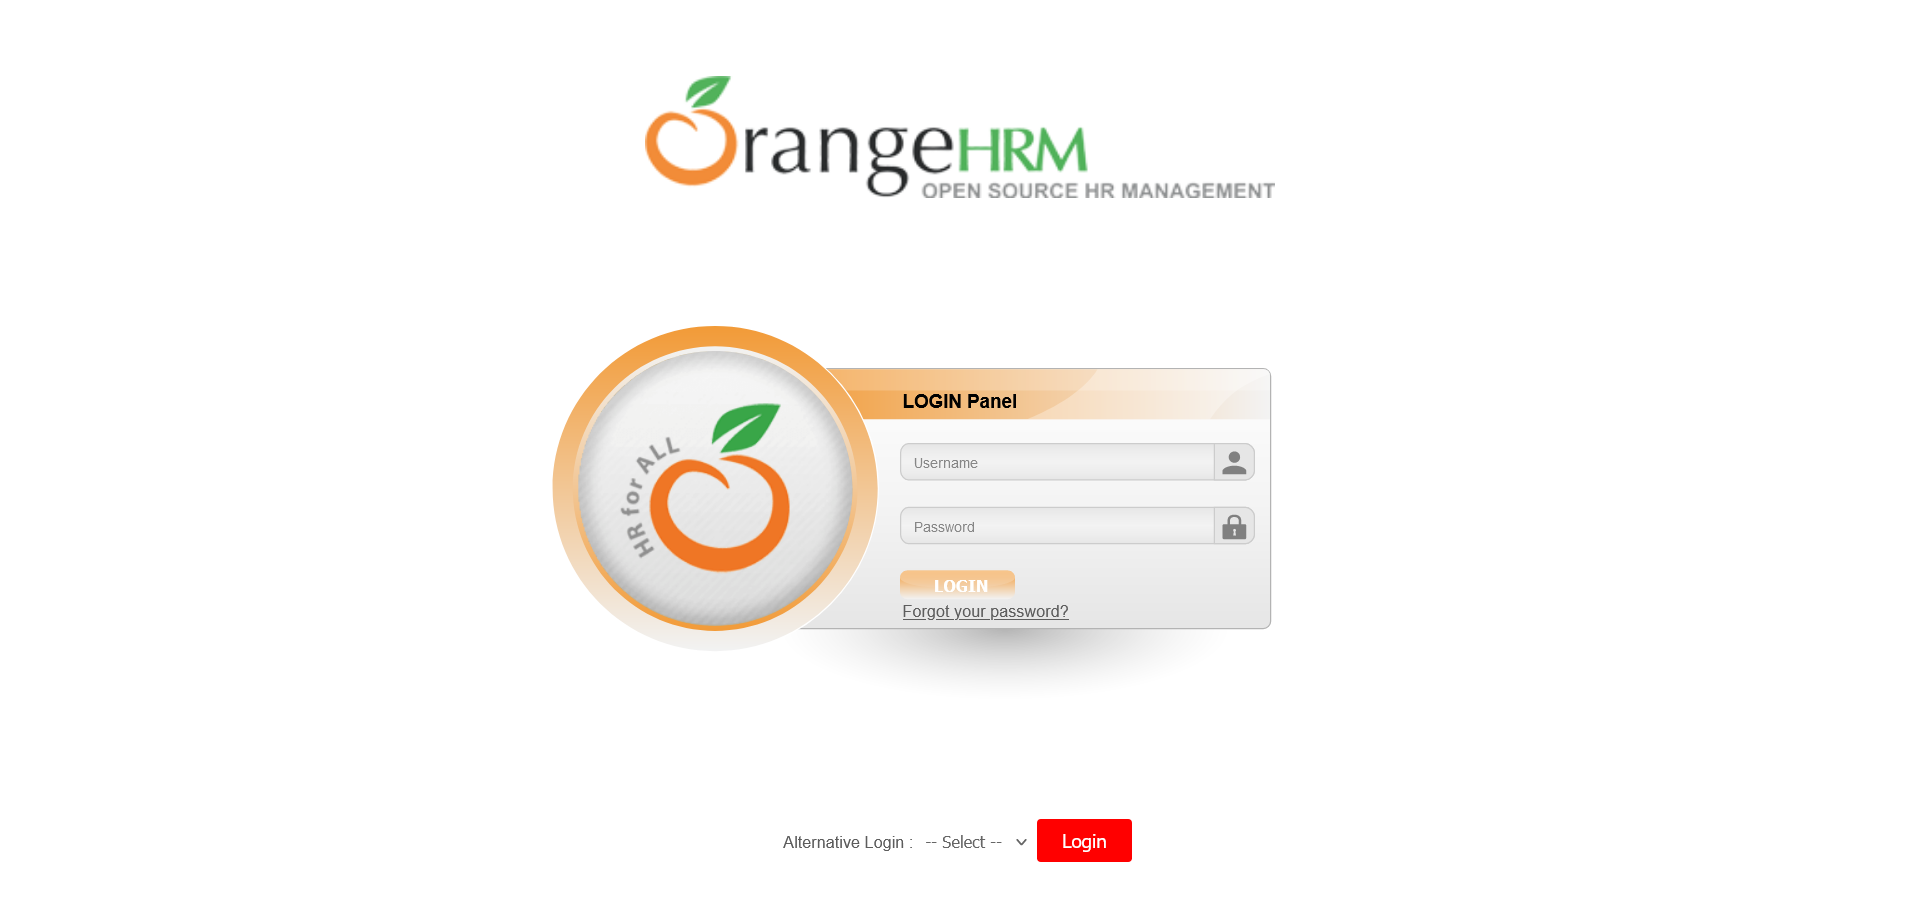 OrangeHRM
OPEN SOURCE HR MANAGEMENT
HR for ALL
LOGIN Panel
Username
Password
LOGIN
Forgot your password?
Alternative Login : -- Select -- Login